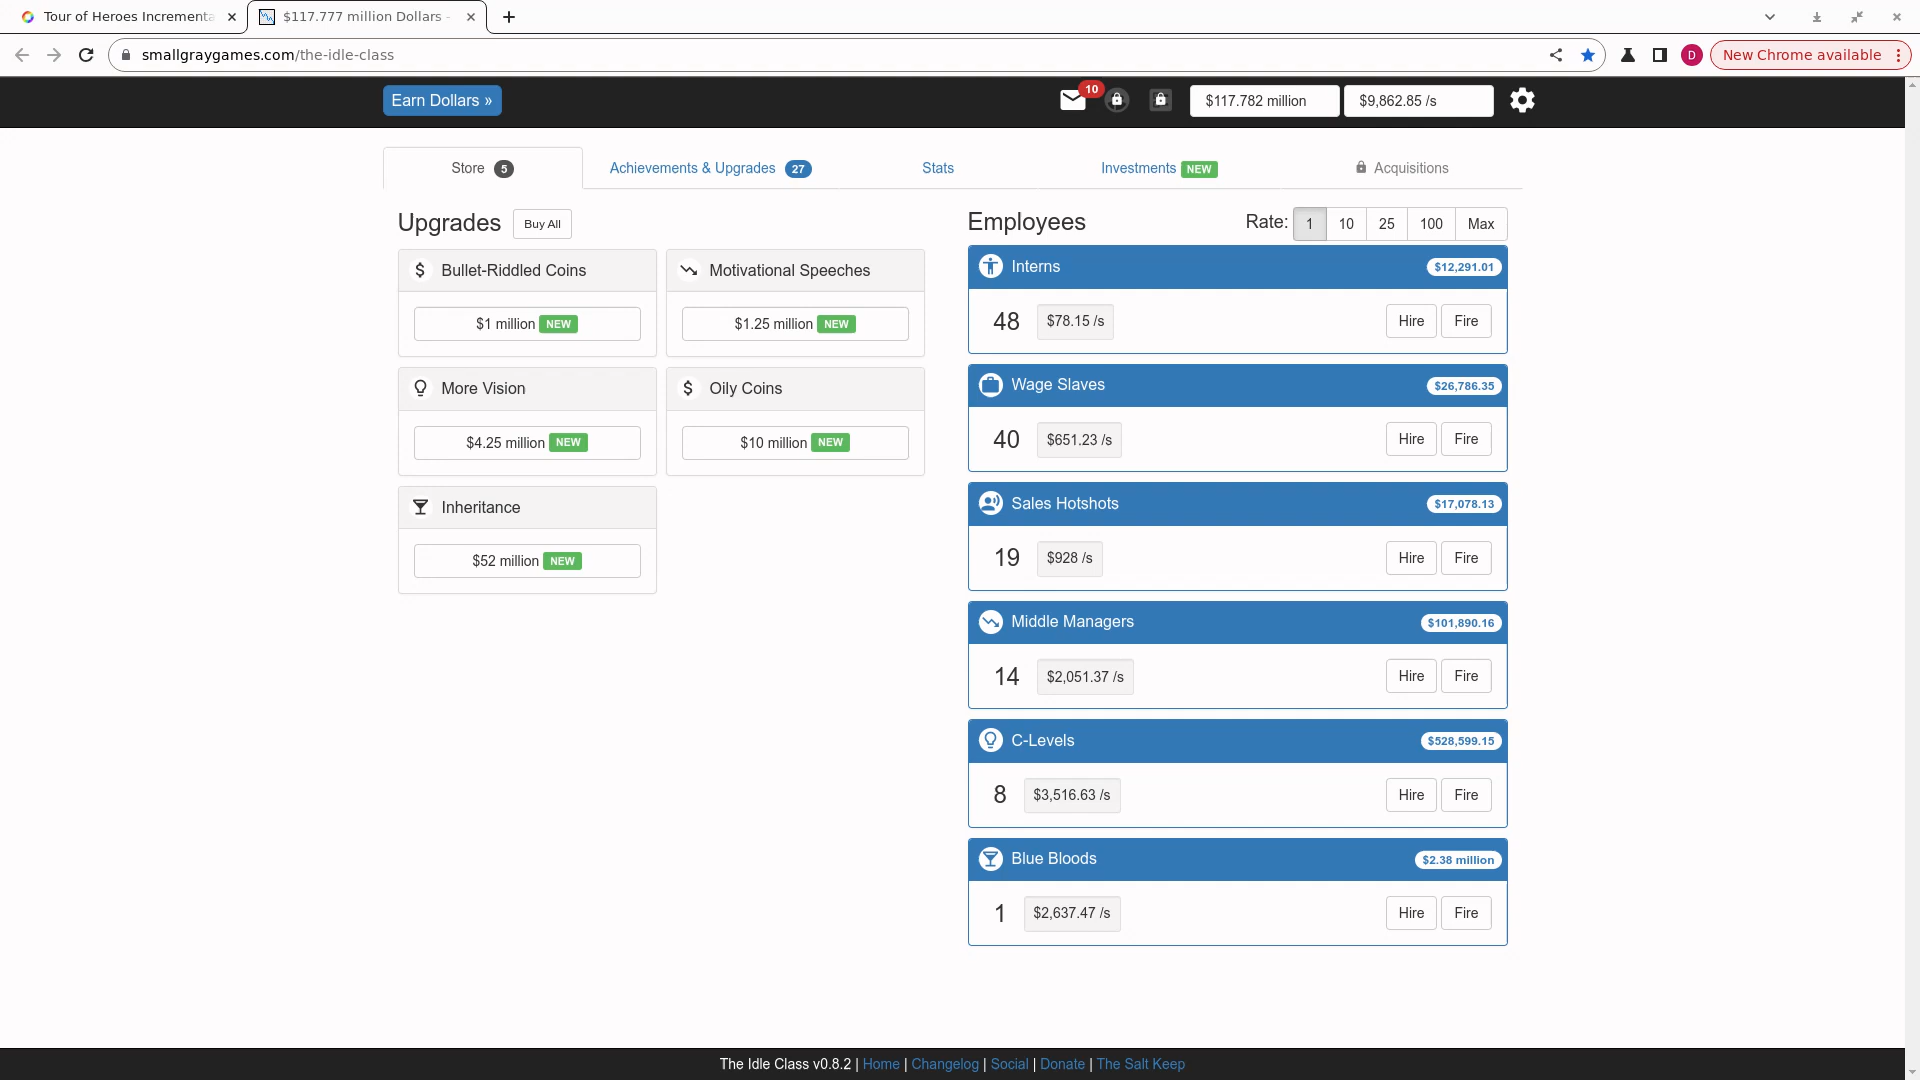 Tour of Heroes Incrementa
$117.777 million Dollars -
smallgraygames.com/the-idle-class
D
New Chrome available
Earn Dollars »
10
$117.782 million
$9,862.85 /s
Store 5
Achievements & Upgrades 27
Stats
Investments NEW
Acquisitions
Upgrades
Buy All
Bullet-Riddled Coins
$1 million NEW
Motivational Speeches
$1.25 million NEW
More Vision
$4.25 million NEW
Oily Coins
$10 million NEW
Inheritance
$52 million NEW
Employees
Rate: 1 10 25 100 Max
Interns $12,291.01
48 $78.15 /s Hire Fire
Wage Slaves $26,786.35
40 $651.23 /s Hire Fire
Sales Hotshots $17,078.13
19 $928 /s Hire Fire
Middle Managers $101,890.16
14 $2,051.37 /s Hire Fire
C-Levels $528,599.15
8 $3,516.63 /s Hire Fire
Blue Bloods $2.38 million
1 $2,637.47 /s Hire Fire
The Idle Class v0.8.2 | Home | Changelog | Social | Donate | The Salt Keep